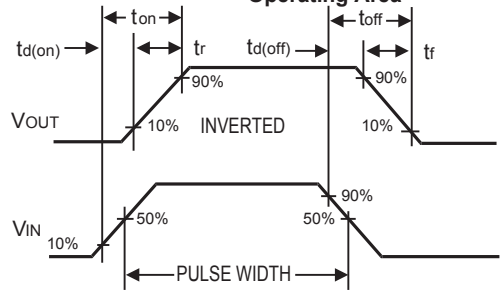 Operating Area
ton
toff
td(on)
tr
td(off)
tf
90%
90%
VOUT
10%
INVERTED
10%
90%
50%
50%
VIN
10%
PULSE WIDTH